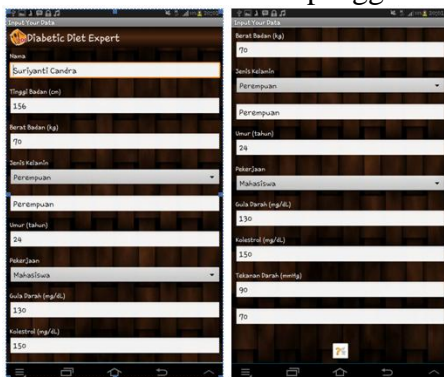 Input Your Data
Diabetic Diet Expert
Nama
Suriyanti Candra
Tinggi Badan (cm)
156
Berat Badan (kg)
70
Jenis Kelamin
Perempuan
Perempuan
Umur (tahun)
24
Pekerjaan
Mahasiswa
Gula Darah (mg/dL)
130
Kolestrol (mg/dL)
150
Input Your Data
Berat Badan (kg)
70
Jenis Kelamin
Perempuan
Perempuan
Umur (tahun)
24
Pekerjaan
Mahasiswa
Gula Darah (mg/dL)
130
Kolestrol (mg/dL)
150
Tekanan Darah (mmHg)
90
70